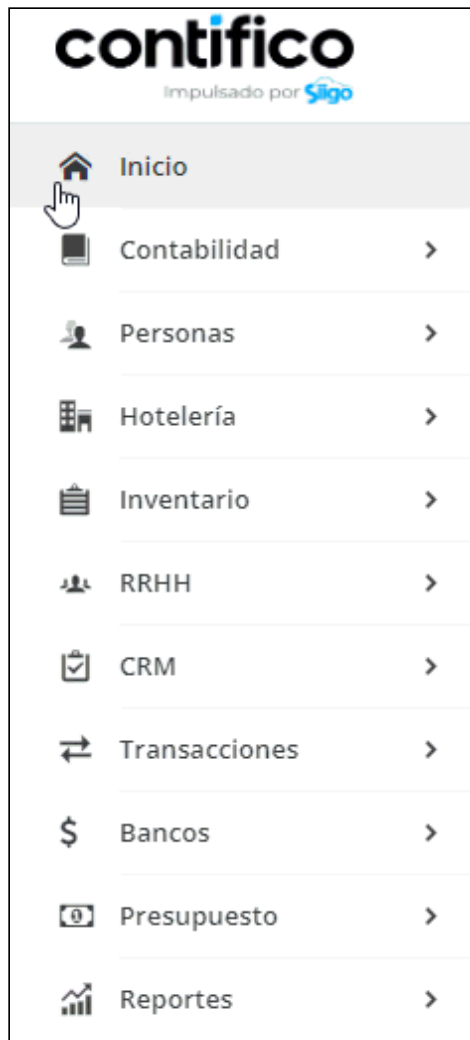 contifico
Impulsado por Siigo
Inicio
Contabilidad
Personas
Hotelería
Inventario
RRHH
CRM
Transacciones
$ Bancos
Presupuesto
Reportes